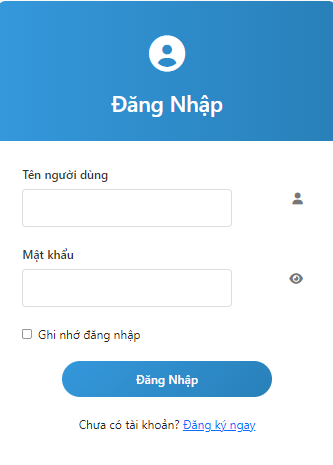 Đăng Nhập
Tên người dùng
Mật khẩu
Ghi nhớ đăng nhập
Đăng Nhập
Chưa có tài khoản? Đăng ký ngay